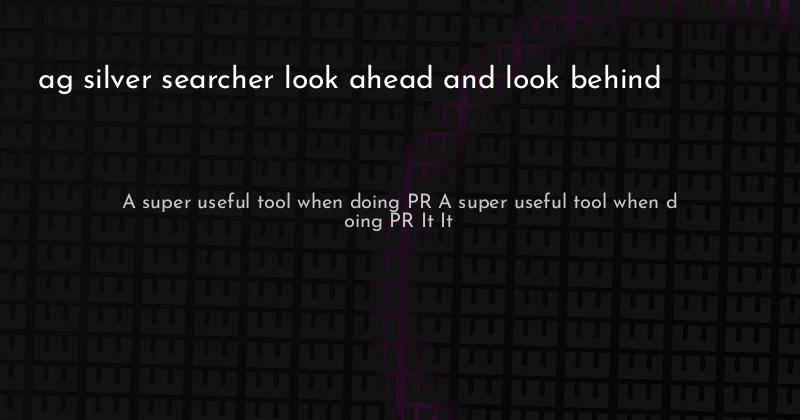 ag silver searcher look ahead and look behind
A super useful tool when doing PR A super useful tool when d
oing PR It It